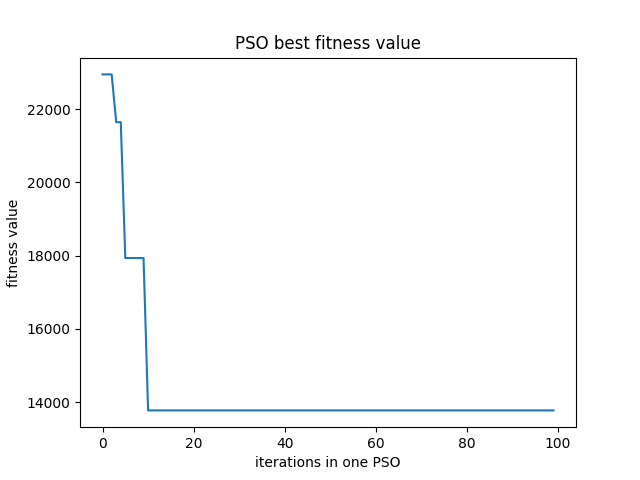 PSO best fitness value
fitness value
22000
20000
18000
16000
14000
0 20 40 60 80 100
iterations in one PSO